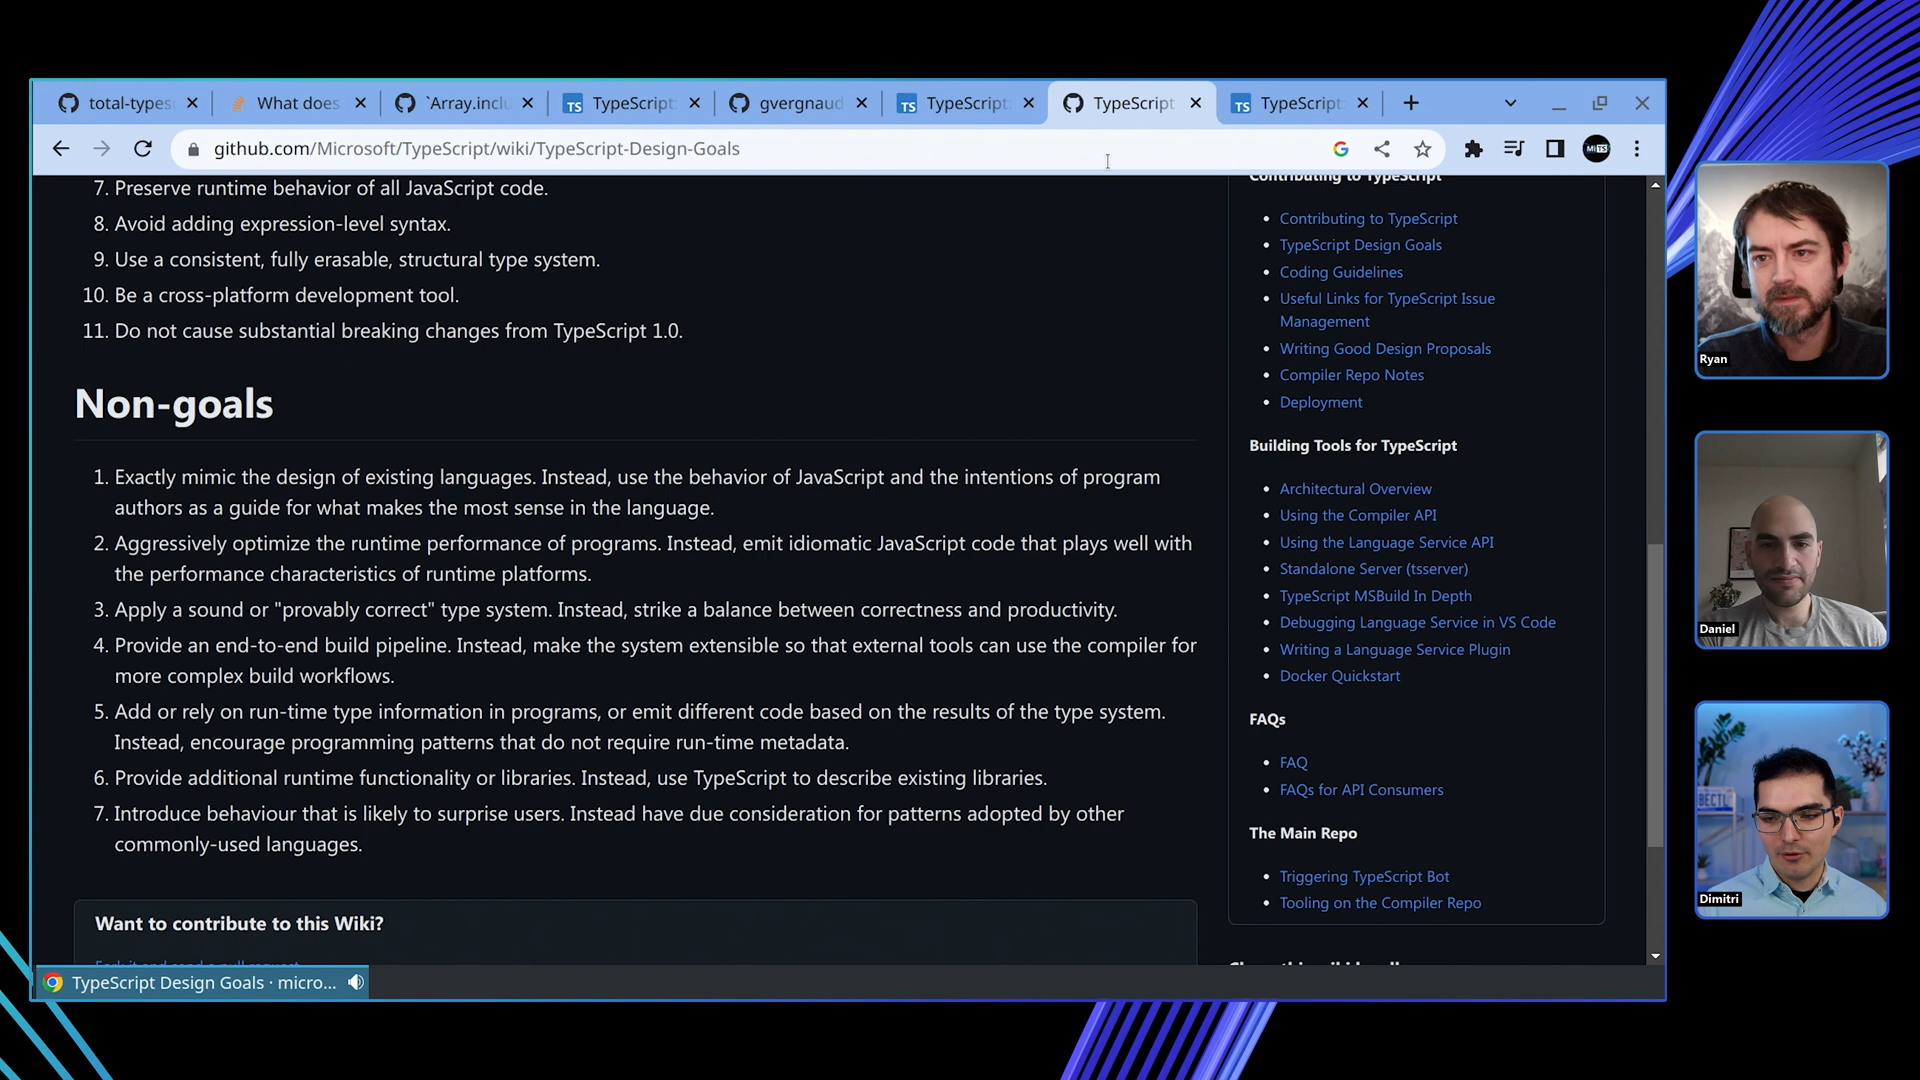 total-types
What does
`Array.inclu
TypeScript:
gvergnaud
TypeScript:
TypeScript
TypeScript:
github.com/Microsoft/TypeScript/wiki/TypeScript-Design-Goals
7. Preserve runtime behavior of all JavaScript code.
8. Avoid adding expression-level syntax.
9. Use a consistent, fully erasable, structural type system.
10. Be a cross-platform development tool.
11. Do not cause substantial breaking changes from TypeScript 1.0.
Non-goals
1. Exactly mimic the design of existing languages. Instead, use the behavior of JavaScript and the intentions of program
authors as a guide for what makes the most sense in the language.
2. Aggressively optimize the runtime performance of programs. Instead, emit idiomatic JavaScript code that plays well with
the performance characteristics of runtime platforms.
3. Apply a sound or "provably correct" type system. Instead, strike a balance between correctness and productivity.
4. Provide an end-to-end build pipeline. Instead, make the system extensible so that external tools can use the compiler for
more complex build workflows.
5. Add or rely on run-time type information in programs, or emit different code based on the results of the type system.
Instead, encourage programming patterns that do not require run-time metadata.
6. Provide additional runtime functionality or libraries. Instead, use TypeScript to describe existing libraries.
7. Introduce behaviour that is likely to surprise users. Instead have due consideration for patterns adopted by other
commonly-used languages.
Want to contribute to this Wiki?
Fork it and send a pull request.
Contributing to TypeScript
Contributing to TypeScript
TypeScript Design Goals
Coding Guidelines
Useful Links for TypeScript Issue
Management
Writing Good Design Proposals
Compiler Repo Notes
Deployment
Building Tools for TypeScript
Architectural Overview
Using the Compiler API
Using the Language Service API
Standalone Server (tsserver)
TypeScript MSBuild In Depth
Debugging Language Service in VS Code
Writing a Language Service Plugin
Docker Quickstart
FAQs
FAQ
FAQs for API Consumers
The Main Repo
Triggering TypeScript Bot
Tooling on the Compiler Repo
Clone this wiki locally
TypeScript Design Goals · micro...
Ryan
Daniel
Dimitri